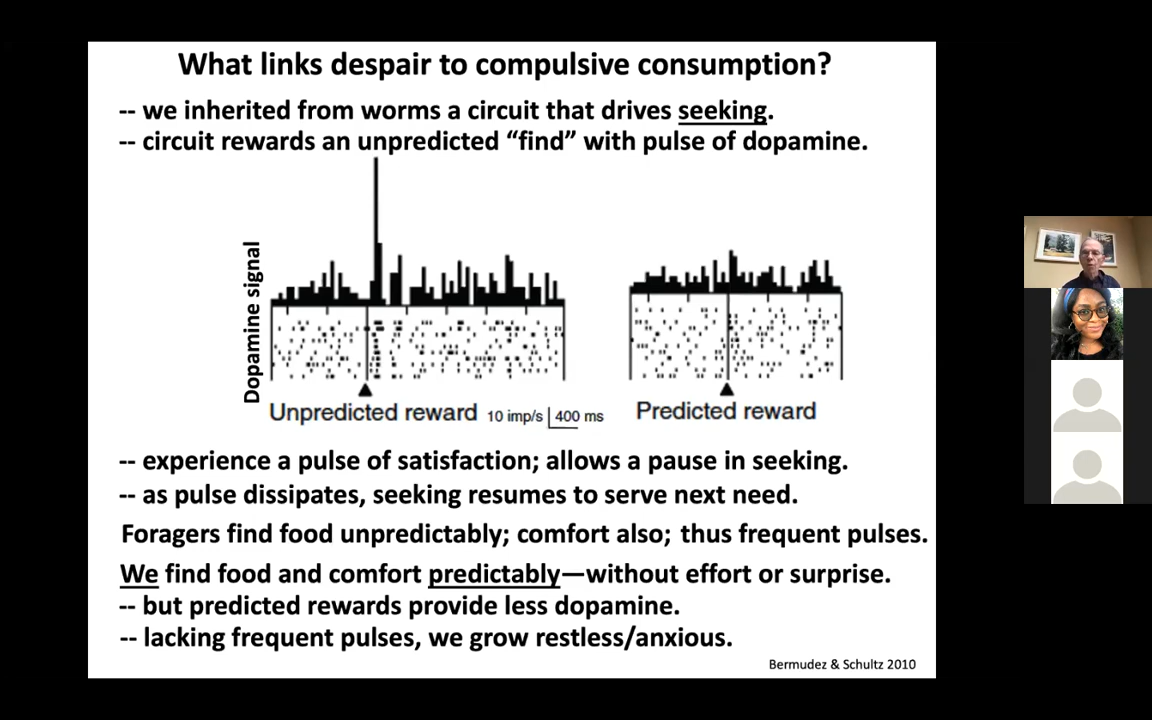 What links despair to compulsive consumption?
-- we inherited from worms a circuit that drives seeking.
-- circuit rewards an unpredicted “find” with pulse of dopamine.
Dopamine signal
Unpredicted reward 10 imp/s 400 ms Predicted reward
-- experience a pulse of satisfaction; allows a pause in seeking.
-- as pulse dissipates, seeking resumes to serve next need.
Foragers find food unpredictably; comfort also; thus frequent pulses.
We find food and comfort predictably—without effort or surprise.
-- but predicted rewards provide less dopamine.
-- lacking frequent pulses, we grow restless/anxious.
Bermudez & Schultz 2010